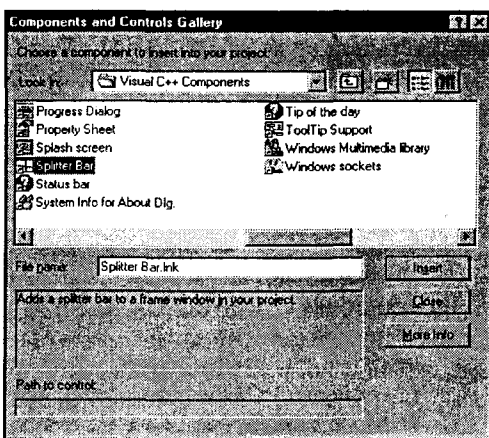 Components and Controls Gallery
Choose a component to insert into your project:
Look in:
Visual C++ Components
Progress Dialog
Property Sheet
Splash screen
Splitter Bar
Status bar
System Info for About Dlg.
Tip of the day
ToolTip Support
Windows Multimedia library
Windows sockets
File name:
Splitter Bar.lnk
Insert
Adds a splitter bar to a frame window in your project.
Close
More Info
Path to control: